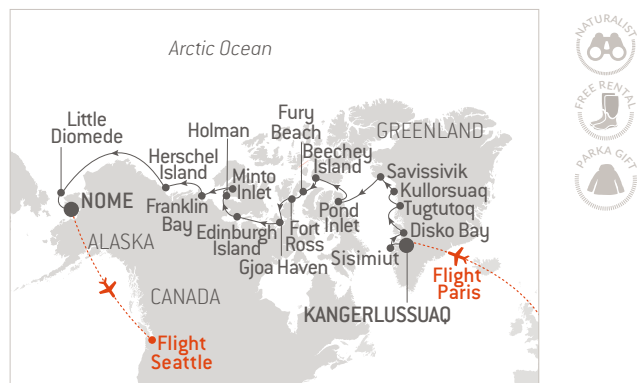 Arctic Ocean
Little
Diomede
NOME
ALASKA
Herschel
Island
Franklin
Bay
Holman
Minto
Inlet
Edinburgh
Island
Gjoa Haven
Fury
Beach
Beechey
Island
Fort
Ross
Pond
Inlet
GREENLAND
Savissivik
Kullorsuaq
Tugtutoq
Disko Bay
Sisimiut
KANGERLUSSUAQ
Flight
Paris
CANADA
Flight
Seattle
NATURALIST
FREE RENTAL
PARKA GIFT